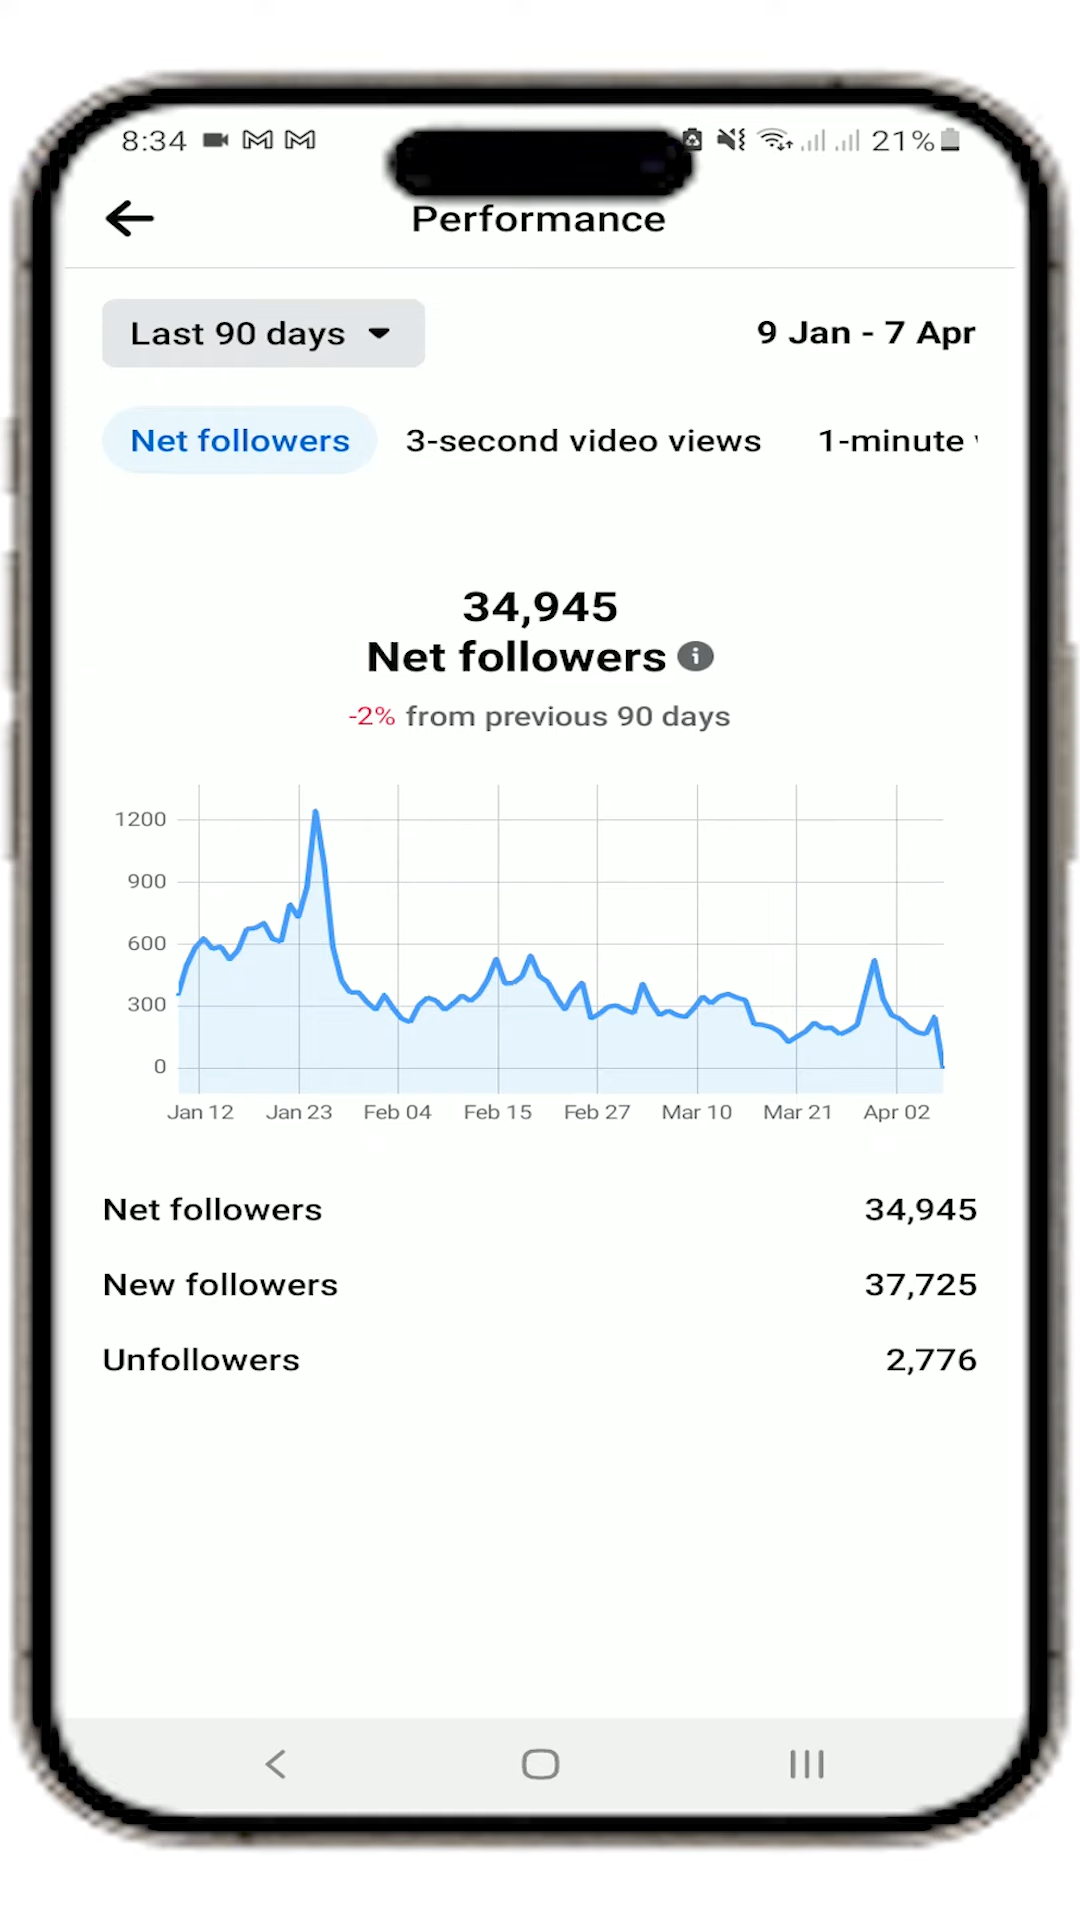 8:34 21%
Performance
Last 90 days 9 Jan - 7 Apr
Net followers 3-second video views 1-minute
34,945
Net followers
-2% from previous 90 days
1200
900
600
300
0
Jan 12 Jan 23 Feb 04 Feb 15 Feb 27 Mar 10 Mar 21 Apr 02
Net followers 34,945
New followers 37,725
Unfollowers 2,776